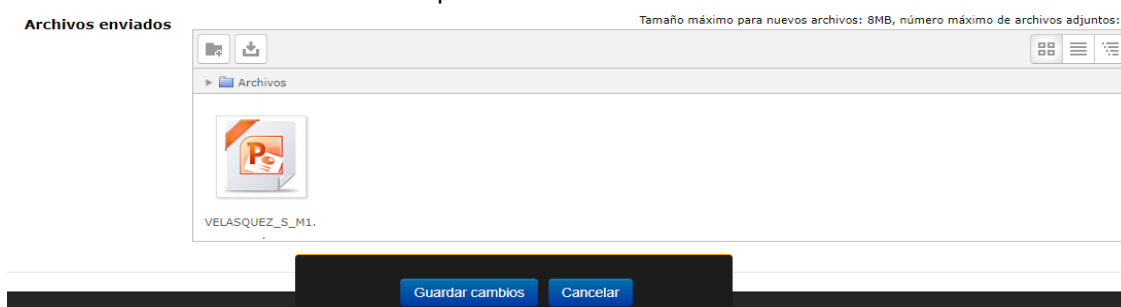 Tamaño máximo para nuevos archivos: 8MB, número máximo de archivos adjuntos:
Archivos enviados
Archivos
VELASQUEZ_S_M1.
Guardar cambios Cancelar